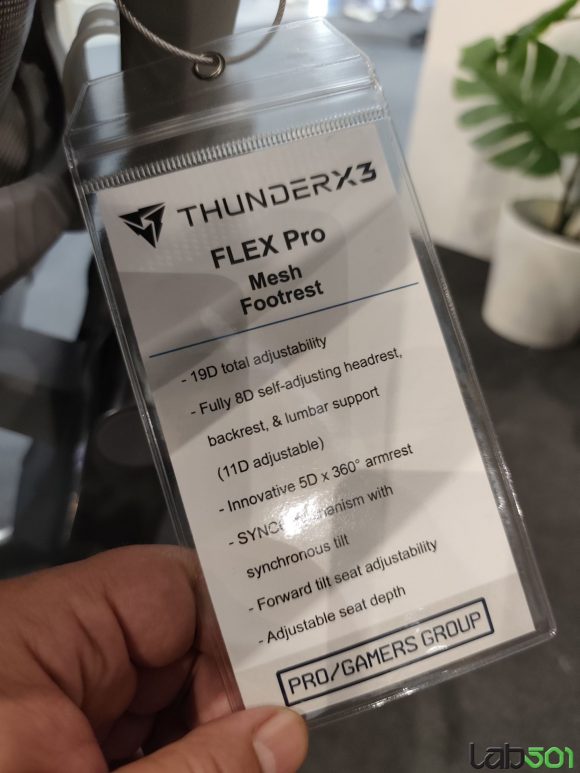 THUNDERX3
FLEX Pro
Mesh
Footrest
- 19D total adjustability
- Fully 8D self-adjusting headrest,
backrest, & lumbar support
(11D adjustable)
- Innovative 5D x 360° armrest
- with
synchronous tilt
- Forward tilt seat adjustability
- Adjustable seat depth
PRO/GAMERS GROUP
Lab501